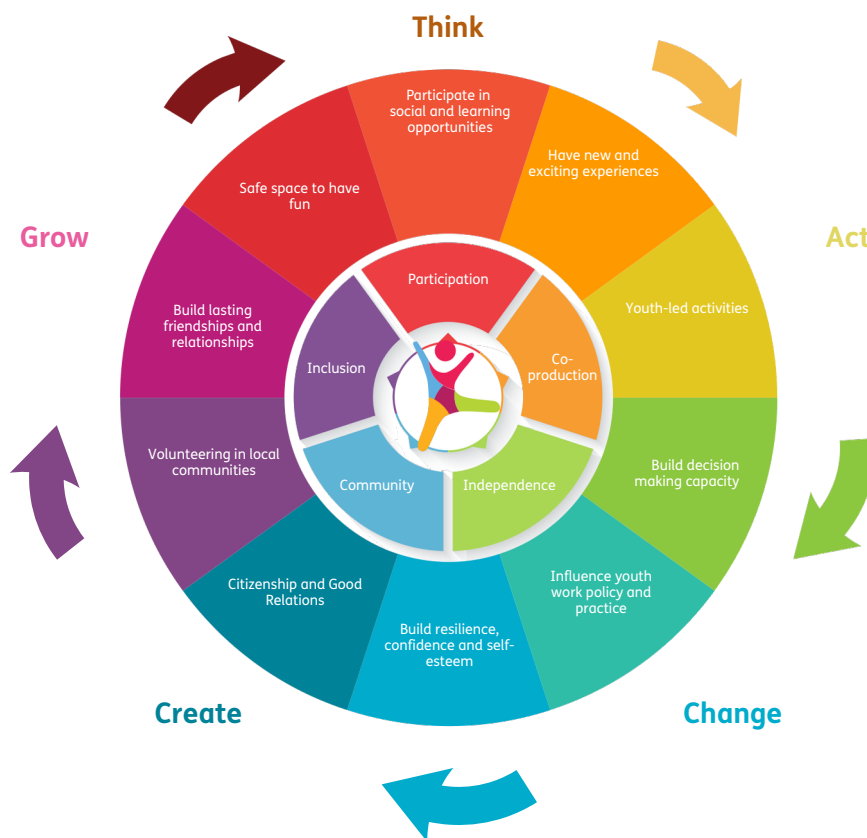 Think
Participate in
social and learning
opportunities
Have new and
exciting experiences
Safe space to have
fun
Grow
Act
Participation
Build lasting
friendships and
relationships
Youth-led activities
Inclusion
Co-
production
Volunteering in local
communities
Build decision
making capacity
Community
Independence
Citizenship and Good
Relations
Influence youth
work policy and
practice
Build resilience,
confidence and self-
esteem
Create
Change